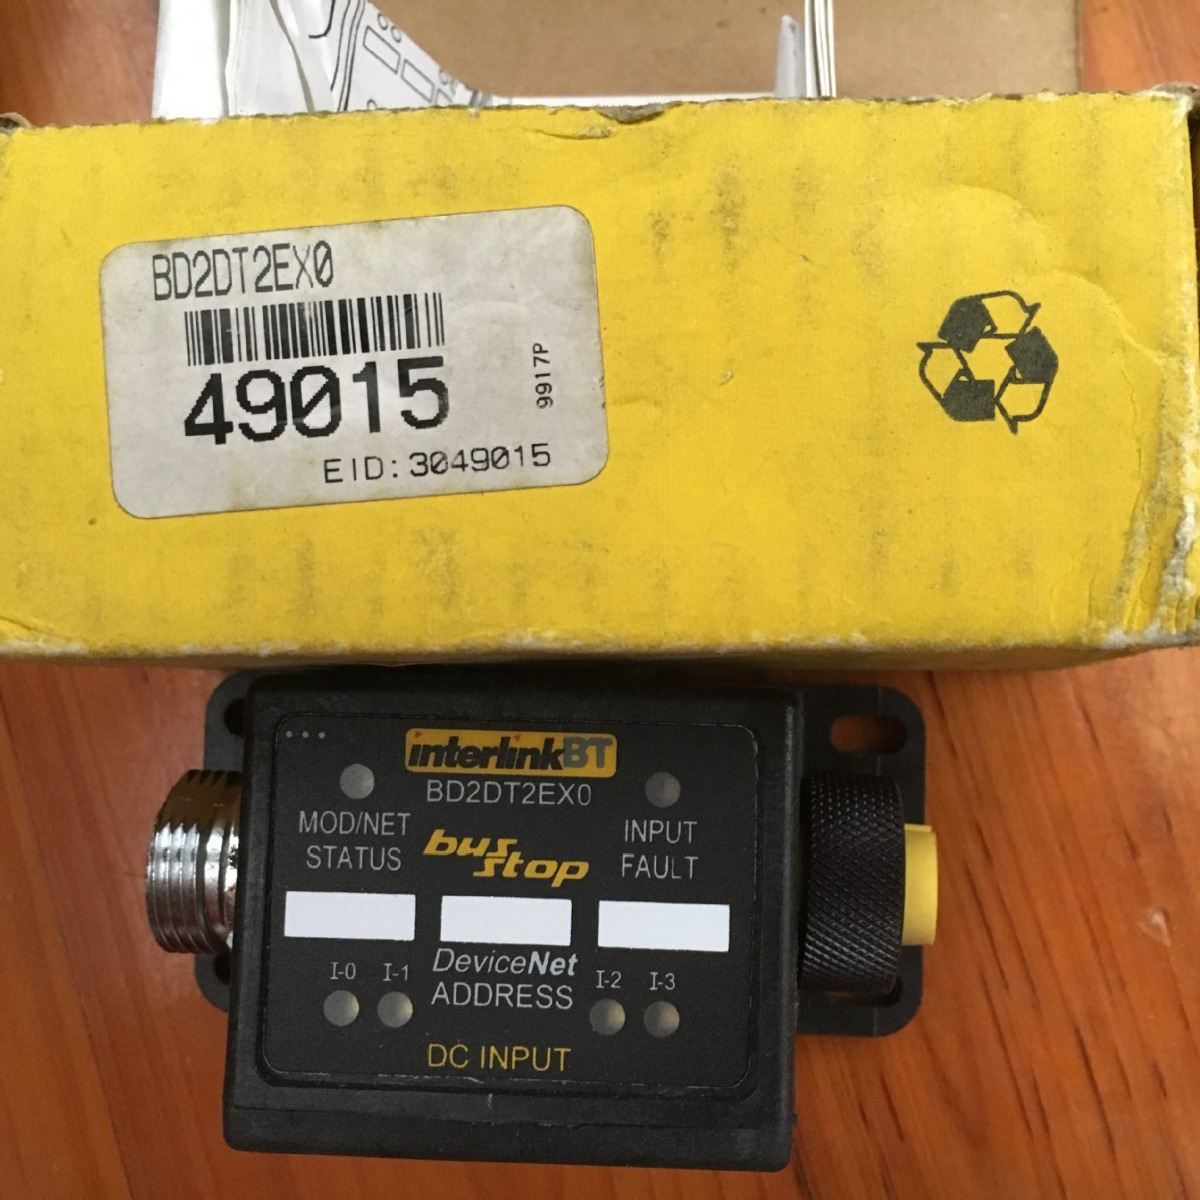 BD2DT2EX0
49015
9917P
EID:3049015
interlinkBT
BD2DT2EX0
MOD/NET
STATUS
bus
stop
INPUT
FAULT
I-0 I-1
DeviceNet
ADDRESS
I-2 I-3
DC INPUT